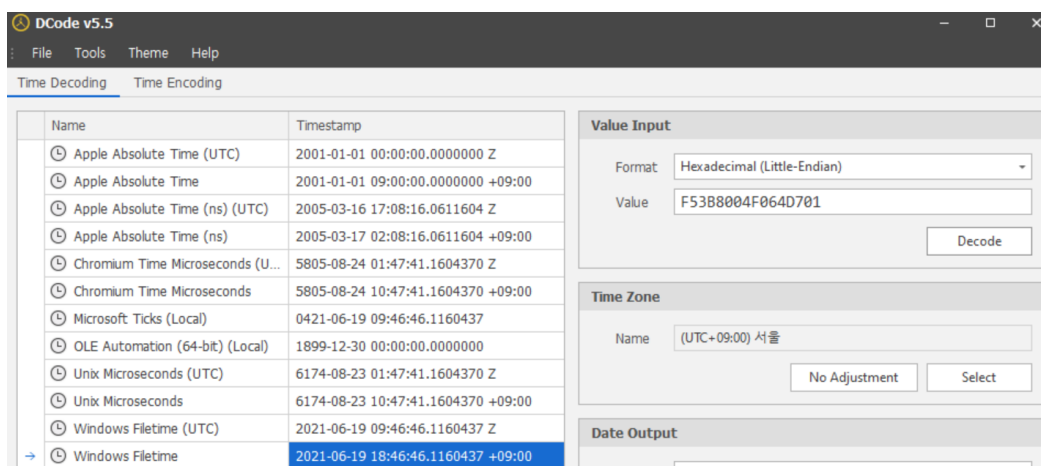 DCode v5.5
File Tools Theme Help
Time Decoding Time Encoding
Name Timestamp
Apple Absolute Time (UTC) 2001-01-01 00:00:00.0000000 Z
Apple Absolute Time 2001-01-01 09:00:00.0000000 +09:00
Apple Absolute Time (ns) (UTC) 2005-03-16 17:08:16.0611604 Z
Apple Absolute Time (ns) 2005-03-17 02:08:16.0611604 +09:00
Chromium Time Microseconds (U... 5805-08-24 01:47:41.1604370 Z
Chromium Time Microseconds 5805-08-24 10:47:41.1604370 +09:00
Microsoft Ticks (Local) 0421-06-19 09:46:46.1160437
OLE Automation (64-bit) (Local) 1899-12-30 00:00:00.0000000
Unix Microseconds (UTC) 6174-08-23 01:47:41.1604370 Z
Unix Microseconds 6174-08-23 10:47:41.1604370 +09:00
Windows Filetime (UTC) 2021-06-19 09:46:46.1160437 Z
Windows Filetime 2021-06-19 18:46:46.1160437 +09:00
Value Input
Format Hexadecimal (Little-Endian)
Value F53B8004F064D701
Decode
Time Zone
Name (UTC+09:00) 서울
No Adjustment Select
Date Output